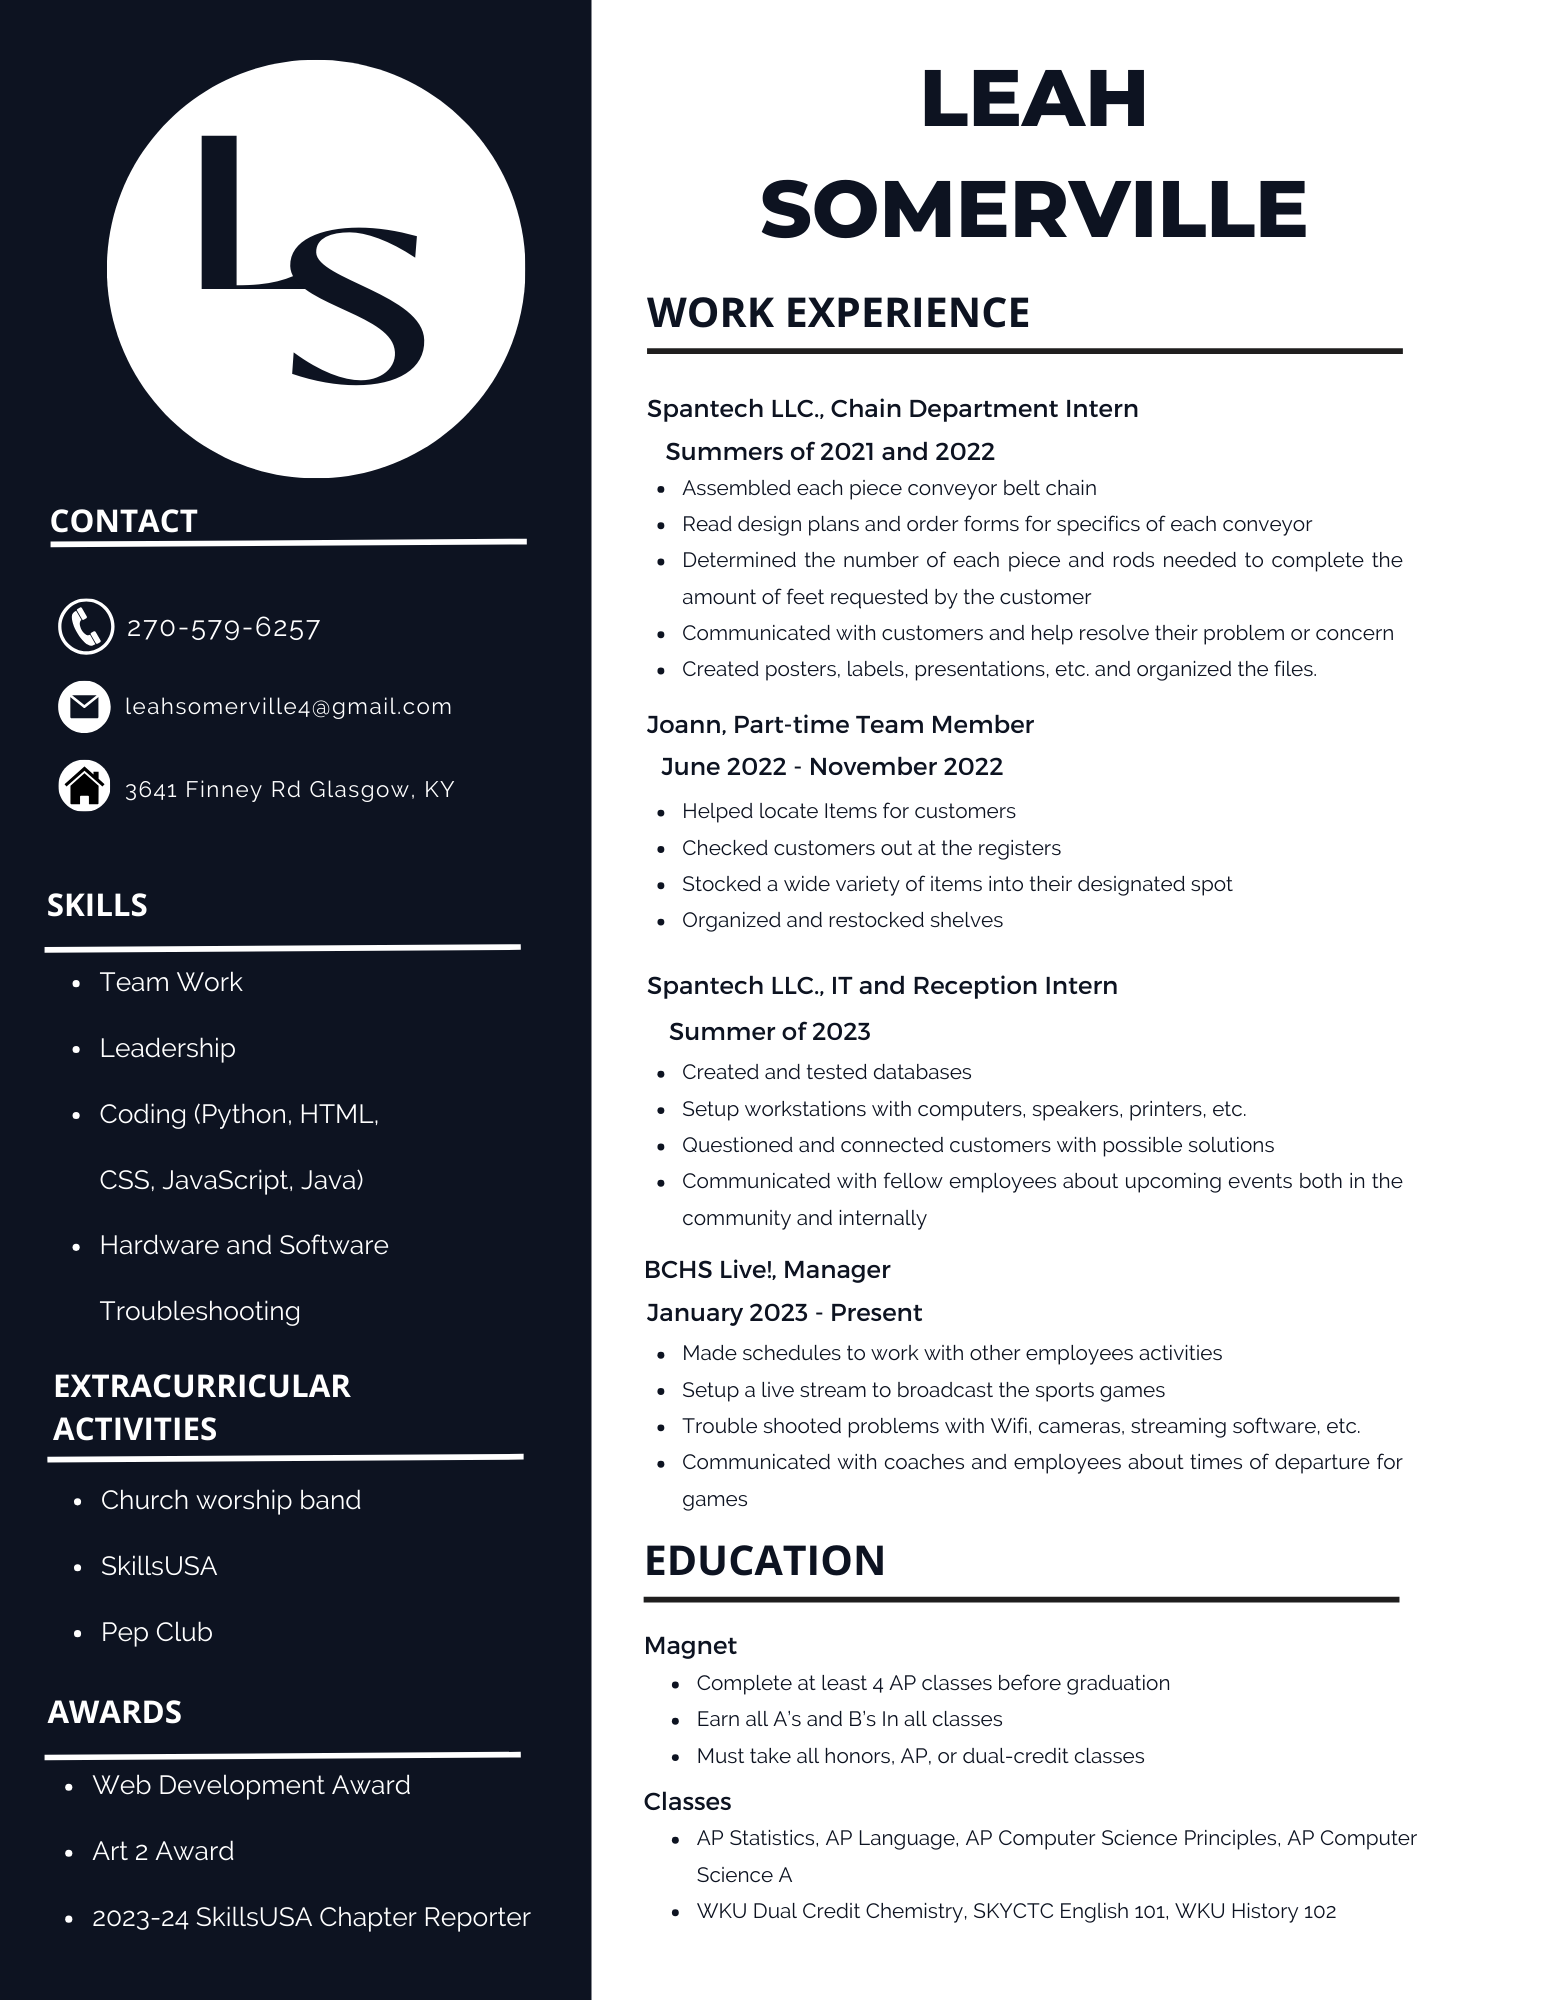 LS
CONTACT
270-579-6257
leahsomerville4@gmail.com
3641 Finney Rd Glasgow, KY
SKILLS
• Team Work
• Leadership
• Coding (Python, HTML,
CSS, JavaScript, Java)
• Hardware and Software
Troubleshooting
EXTRACURRICULAR
ACTIVITIES
• Church worship band
• SkillsUSA
• Pep Club
AWARDS
• Web Development Award
• Art 2 Award
• 2023-24 SkillsUSA Chapter Reporter
LEAH
SOMERVILLE
WORK EXPERIENCE
Spantech LLC., Chain Department Intern
Summers of 2021 and 2022
• Assembled each piece conveyor belt chain
• Read design plans and order forms for specifics of each conveyor
• Determined the number of each piece and rods needed to complete the
amount of feet requested by the customer
• Communicated with customers and help resolve their problem or concern
• Created posters, labels, presentations, etc. and organized the files.
Joann, Part-time Team Member
June 2022 - November 2022
• Helped locate Items for customers
• Checked customers out at the registers
• Stocked a wide variety of items into their designated spot
• Organized and restocked shelves
Spantech LLC., IT and Reception Intern
Summer of 2023
• Created and tested databases
• Setup workstations with computers, speakers, printers, etc.
• Questioned and connected customers with possible solutions
• Communicated with fellow employees about upcoming events both in the
community and internally
BCHS Live!, Manager
January 2023 - Present
• Made schedules to work with other employees activities
• Setup a live stream to broadcast the sports games
• Trouble shooted problems with Wifi, cameras, streaming software, etc.
• Communicated with coaches and employees about times of departure for
games
EDUCATION
Magnet
• Complete at least 4 AP classes before graduation
• Earn all A's and B's In all classes
• Must take all honors, AP, or dual-credit classes
Classes
• AP Statistics, AP Language, AP Computer Science Principles, AP Computer
Science A
• WKU Dual Credit Chemistry, SKYCTC English 101, WKU History 102